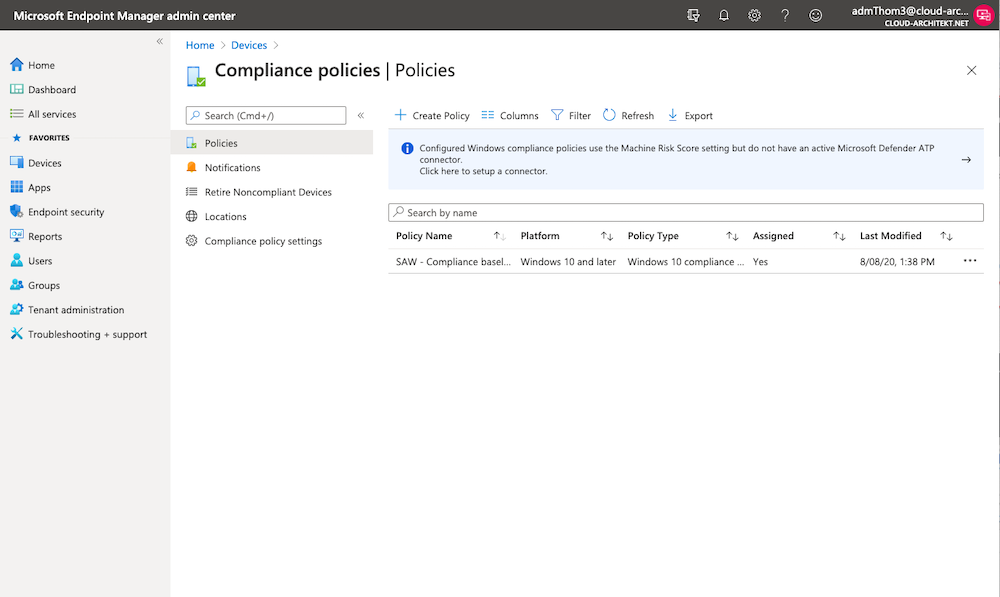 Microsoft Endpoint Manager admin center
admThom3@cloud-arc...
CLOUD-ARCHITEKT.NET
«
Home
Dashboard
All services
FAVORITES
Devices
Apps
Endpoint security
Reports
Users
Groups
Tenant administration
Troubleshooting + support
Home > Devices >
Compliance policies | Policies
Search (Cmd+/)
«
Policies
Notifications
Retire Noncompliant Devices
Locations
Compliance policy settings
Create Policy Columns Filter Refresh Export
Configured Windows compliance policies use the Machine Risk Score setting but do not have an active Microsoft Defender ATP
connector.
Click here to setup a connector.
Search by name
Policy Name Platform Policy Type Assigned Last Modified
SAW - Compliance basel... Windows 10 and later Windows 10 compliance ... Yes 8/08/20, 1:38 PM ...